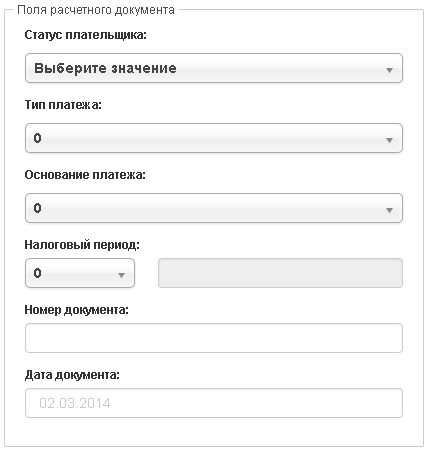 Поля расчетного документа
Статус плательщика:
Выберите значение
Тип платежа:
0
Основание платежа:
0
Налоговый период:
0
Номер документа:
Дата документа:
02.03.2014